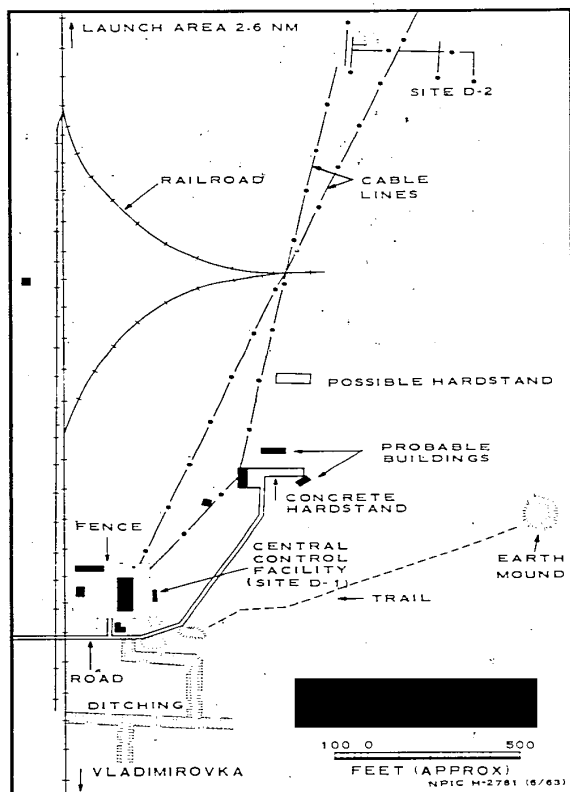 LAUNCH AREA 2-6 NM
SITE D-2
RAILROAD
CABLE
LINES
POSSIBLE HARDSTAND
PROBABLE
BUILDINGS
CONCRETE
HARDSTAND
FENCE
CENTRAL
CONTROL
FACILITY
(SITE D-1)
EARTH
MOUND
TRAIL
ROAD
DITCHING
VLADIMIROVKA
100 0 500
FEET (APPROX)
NPIC H-2781 (6/63)